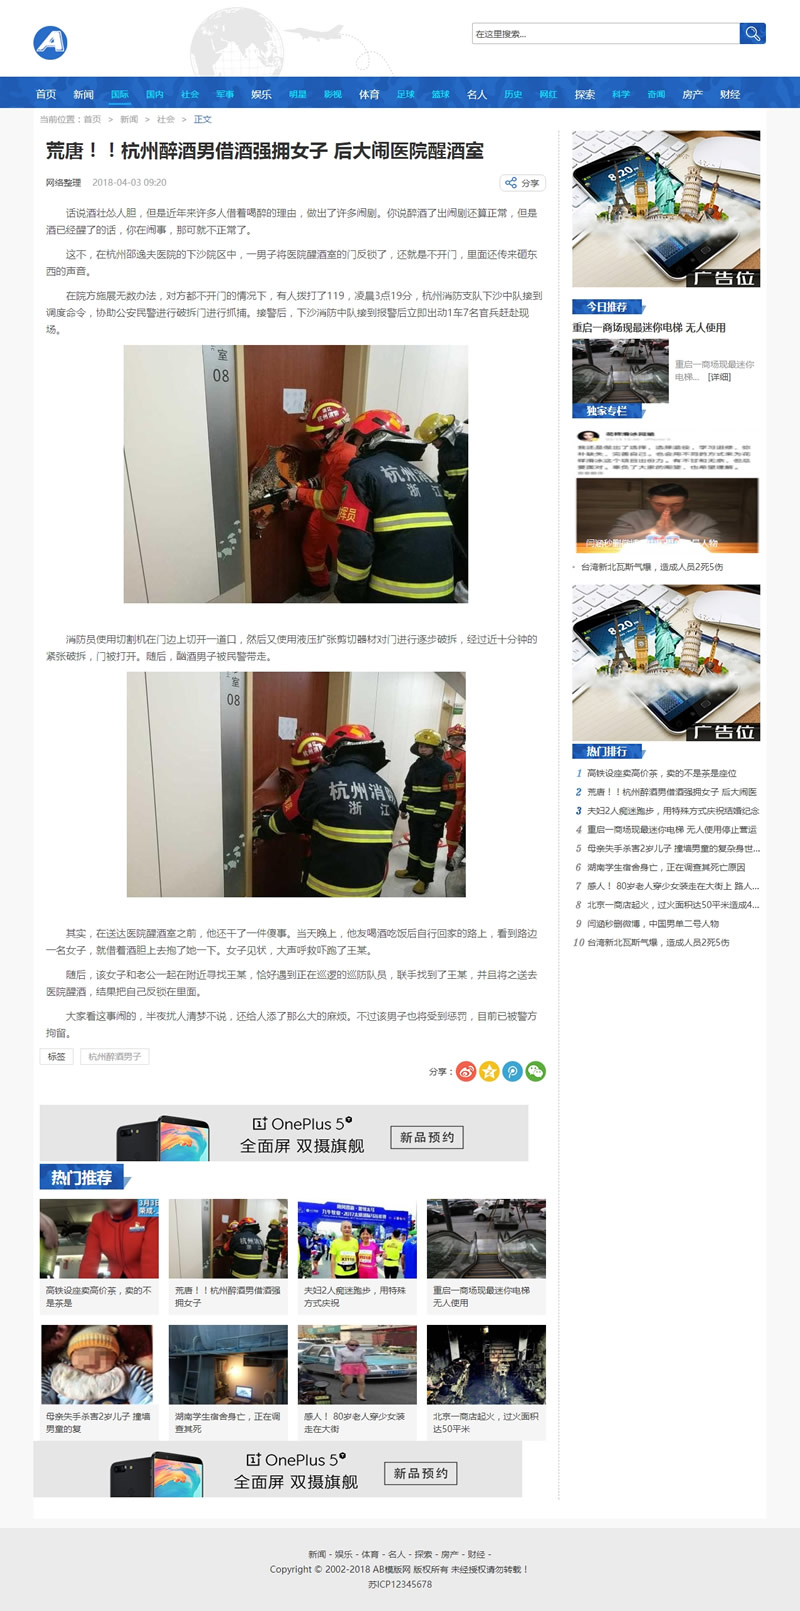 在这里搜索...
首页 新闻 国际 国内 社会 军事 娱乐 明星 影视 体育 足球 篮球 名人 历史 网红 探索 科学 奇闻 房产 财经
当前位置：首页 > 新闻 > 社会 > 正文
荒唐！！杭州醉酒男借酒强拥女子 后大闹医院醒酒室
网络整理 2018-04-03 09:20
分享
话说酒壮怂人胆，但是近年来许多人借着喝醉的理由，做出了许多闹剧。你说醉酒了出闹剧还算正常，但是
酒已经醒了的话，你在闹事，那可就不正常了。
这不，在杭州邵逸夫医院的下沙院区中，一男子将医院醒酒室的门反锁了，还就是不开门，里面还传来砸东
西的声音。
在院方施展无数办法，对方都不开门的情况下，有人拨打了119，凌晨3点19分，杭州消防支队下沙中队接到
调度命令，协助公安民警进行破拆门进行抓捕。接警后，下沙消防中队接到报警后立即出动1车7名官兵赶赴现
场。
室
08
杭州消防
浙江
消防员使用切割机在门边上切开一道口，然后又使用液压扩张剪切器材对门进行逐步破拆，经过近十分钟的
紧张破拆，门被打开。随后，酗酒男子被民警带走。
室
08
杭州消防
浙江
其实，在送达医院醒酒室之前，他还干了一件傻事。当天晚上，他友喝酒吃饭后自行回家的路上，看到路边
一名女子，就借着酒胆上去抱了她一下。女子见状，大声呼救吓跑了王某。
随后，该女子和老公一起在附近寻找王某，恰好遇到正在巡逻的巡防队员，联手找到了王某，并且将之送去
医院醒酒，结果把自己反锁在里面。
大家看这事闹的，半夜扰人清梦不说，还给人添了那么大的麻烦。不过该男子也将受到惩罚，目前已被警方
拘留。
标签 杭州醉酒男子
分享：
OnePlus 5T
全面屏 双摄旗舰
新品预约
热门推荐
高铁设座卖高价茶，卖的不
是茶是
荒唐！！杭州醉酒男借酒强
拥女子
夫妇2人痴迷跑步，用特殊
方式庆祝
重启一商场现最迷你电梯
无人使用
母亲失手杀害2岁儿子 撞墙
男童的复
湖南学生宿舍身亡，正在调
查其死
感人！ 80岁老人穿少女装
走在大街
北京一商店起火，过火面积
达50平米
OnePlus 5T
全面屏 双摄旗舰
新品预约
8:20
广告位
今日推荐
重启一商场现最迷你电梯 无人使用
重启一商场现最迷你
电梯... [详细]
独家专栏
闫涵秒删
台湾新北瓦斯气爆，造成人员2死5伤
8:20
广告位
热门排行
1 高铁设座卖高价茶，卖的不是茶是座位
2 荒唐！！杭州醉酒男借酒强拥女子 后大闹医
3 夫妇2人痴迷跑步，用特殊方式庆祝结婚纪念
4 重启一商场现最迷你电梯 无人使用停止营运
5 母亲失手杀害2岁儿子 撞墙男童的复杂身世...
6 湖南学生宿舍身亡，正在调查其死亡原因
7 感人！ 80岁老人穿少女装走在大街上 路人...
8 北京一商店起火，过火面积达50平米造成4...
9 闫涵秒删微博，中国男单二号人物
10 台湾新北瓦斯气爆，造成人员2死5伤
新闻 - 娱乐 - 体育 - 名人 - 探索 - 房产 - 财经 -
Copyright © 2002-2018 AB模版网 版权所有 未经授权请勿转载！
苏ICP12345678